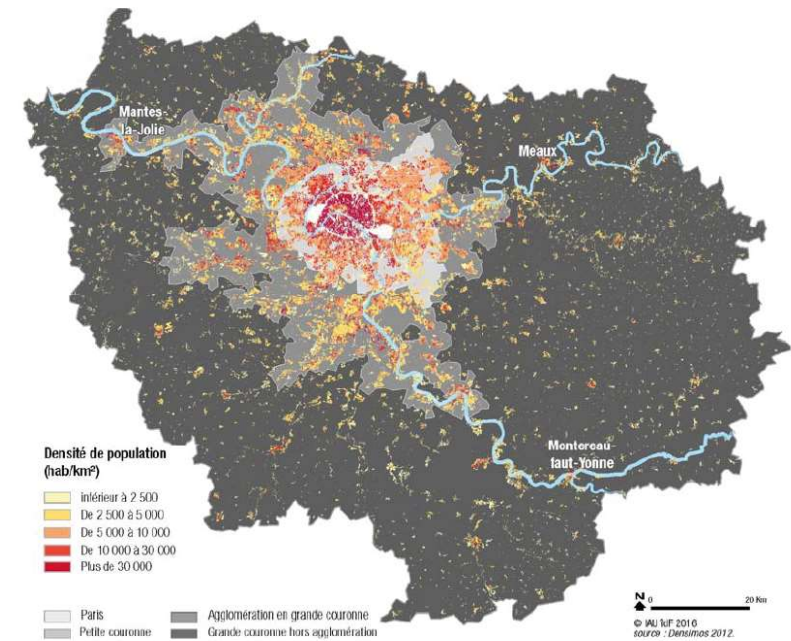 Mantes-
la-Jolie
Meaux
Montereau-
faut-Yonne
Densité de population
(hab/km²)
inférieur à 2 500
De 2 500 à 5 000
De 5 000 à 10 000
De 10 000 à 30 000
Plus de 30 000
Paris
Petite couronne
Agglomération en grande couronne
Grande couronne hors agglomération
N
0
20 Km
© IAU îdF 2016
source : Densimos 2012.